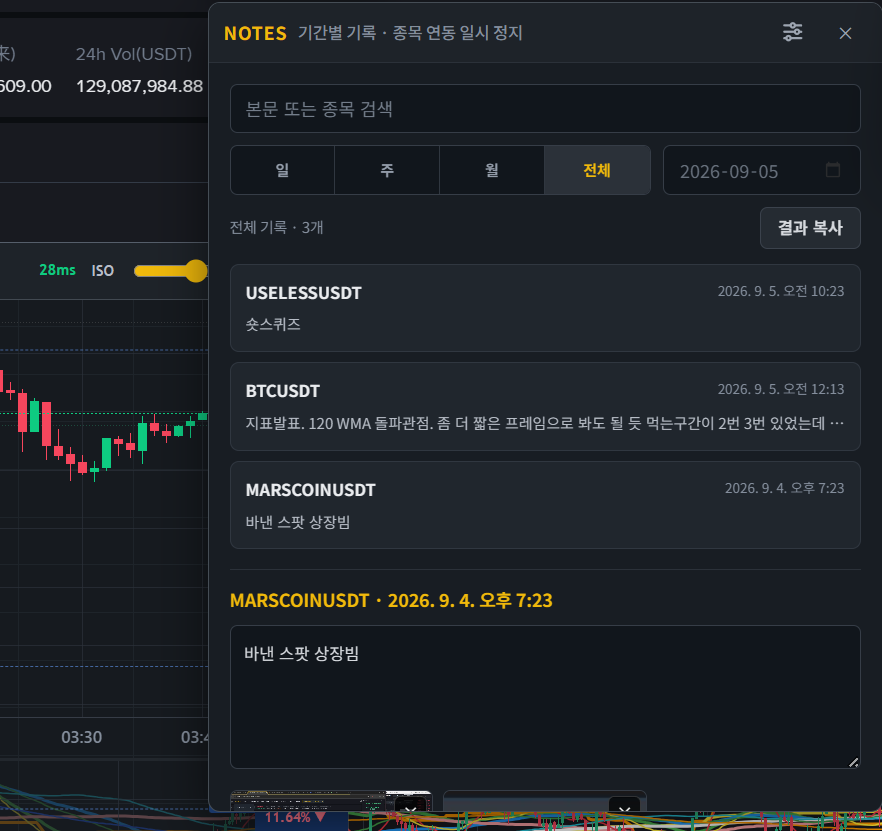 NOTES 기간별 기록 · 종목 연동 일시 정지
24h Vol(USDT)
609.00 129,087,984.88
본문 또는 종목 검색
일 주 월 전체 2026-09-05
전체 기록 · 3개 결과 복사
28ms ISO
USELESSUSDT 2026. 9. 5. 오전 10:23
숏스퀴즈
BTCUSDT 2026. 9. 5. 오전 12:13
지표발표. 120 WMA 돌파관점. 좀 더 짧은 프레임으로 봐도 될 듯 먹는구간이 2번 3번 있었는데 ···
MARSCOINUSDT 2026. 9. 4. 오후 7:23
바낸 스팟 상장빔
MARSCOINUSDT · 2026. 9. 4. 오후 7:23
바낸 스팟 상장빔
03:30 03:4
11.64% ▼